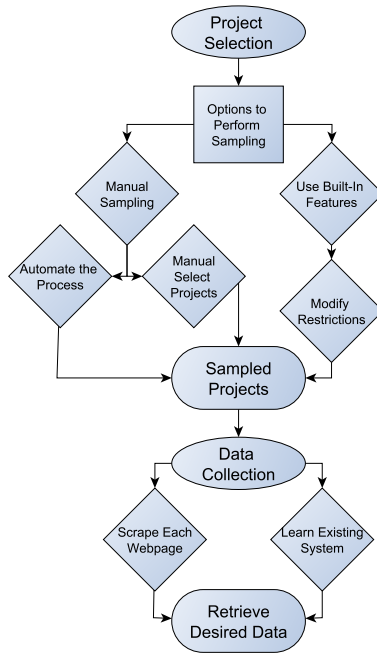 Project
Selection
Options to
Perform
Sampling
Manual
Sampling
Use Built-In
Features
Automate the
Process
Manual
Select
Projects
Modify
Restrictions
Sampled
Projects
Data
Collection
Scrape Each
Webpage
Learn Existing
System
Retrieve
Desired Data